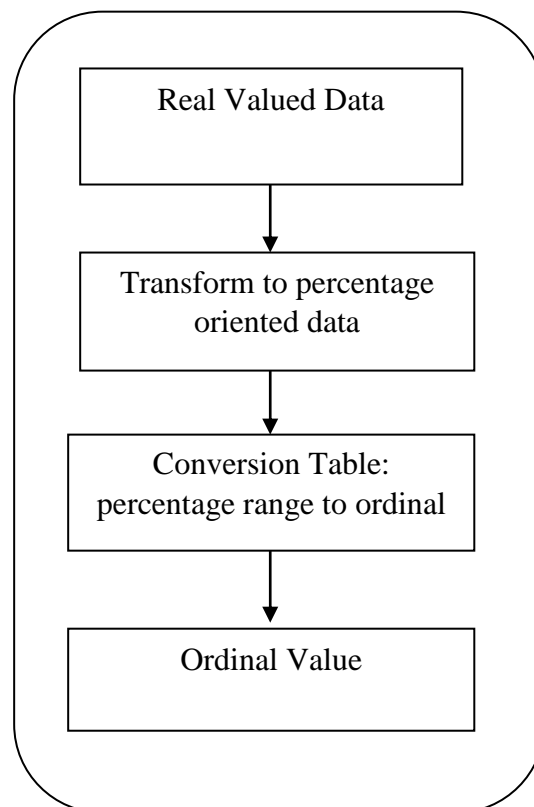 Real Valued Data
Transform to percentage
oriented data
Conversion Table:
percentage range to ordinal
Ordinal Value